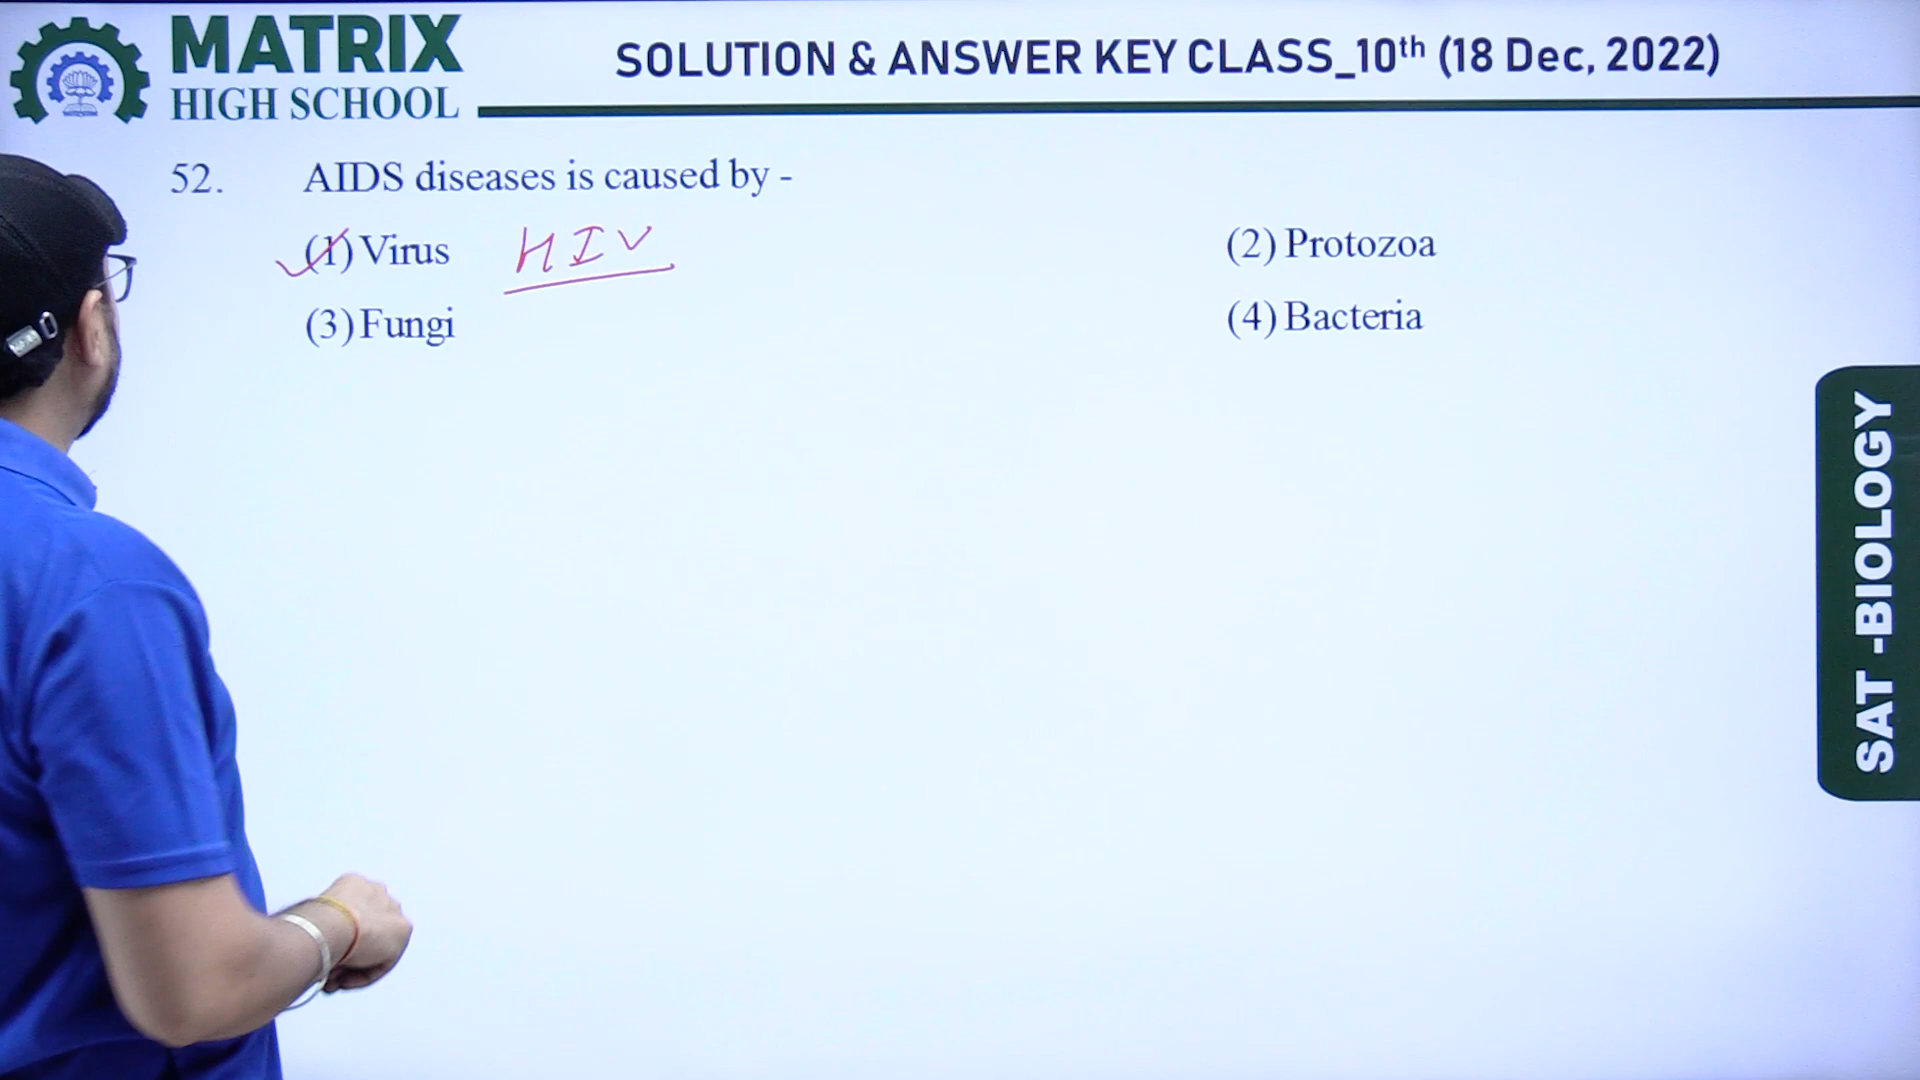 MATRIX
HIGH SCHOOL
SOLUTION & ANSWER KEY CLASS_10th (18 Dec, 2022)
52. AIDS diseases is caused by -
(1) Virus HIV
(2) Protozoa
(3) Fungi
(4) Bacteria
SAT -BIOLOGY